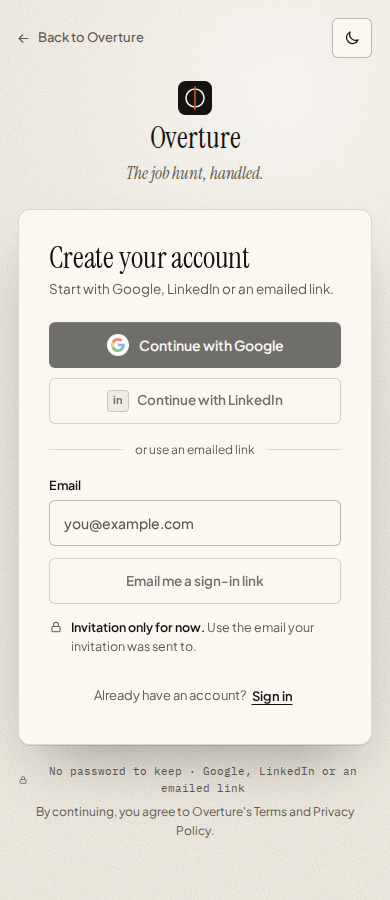 ← Back to Overture
Overture
The job hunt, handled.
Create your account
Start with Google, LinkedIn or an emailed link.
Continue with Google
in Continue with LinkedIn
or use an emailed link
Email
you@example.com
Email me a sign-in link
Invitation only for now. Use the email your
invitation was sent to.
Already have an account? Sign in
No password to keep · Google, LinkedIn or an
emailed link
By continuing, you agree to Overture's Terms and Privacy
Policy.